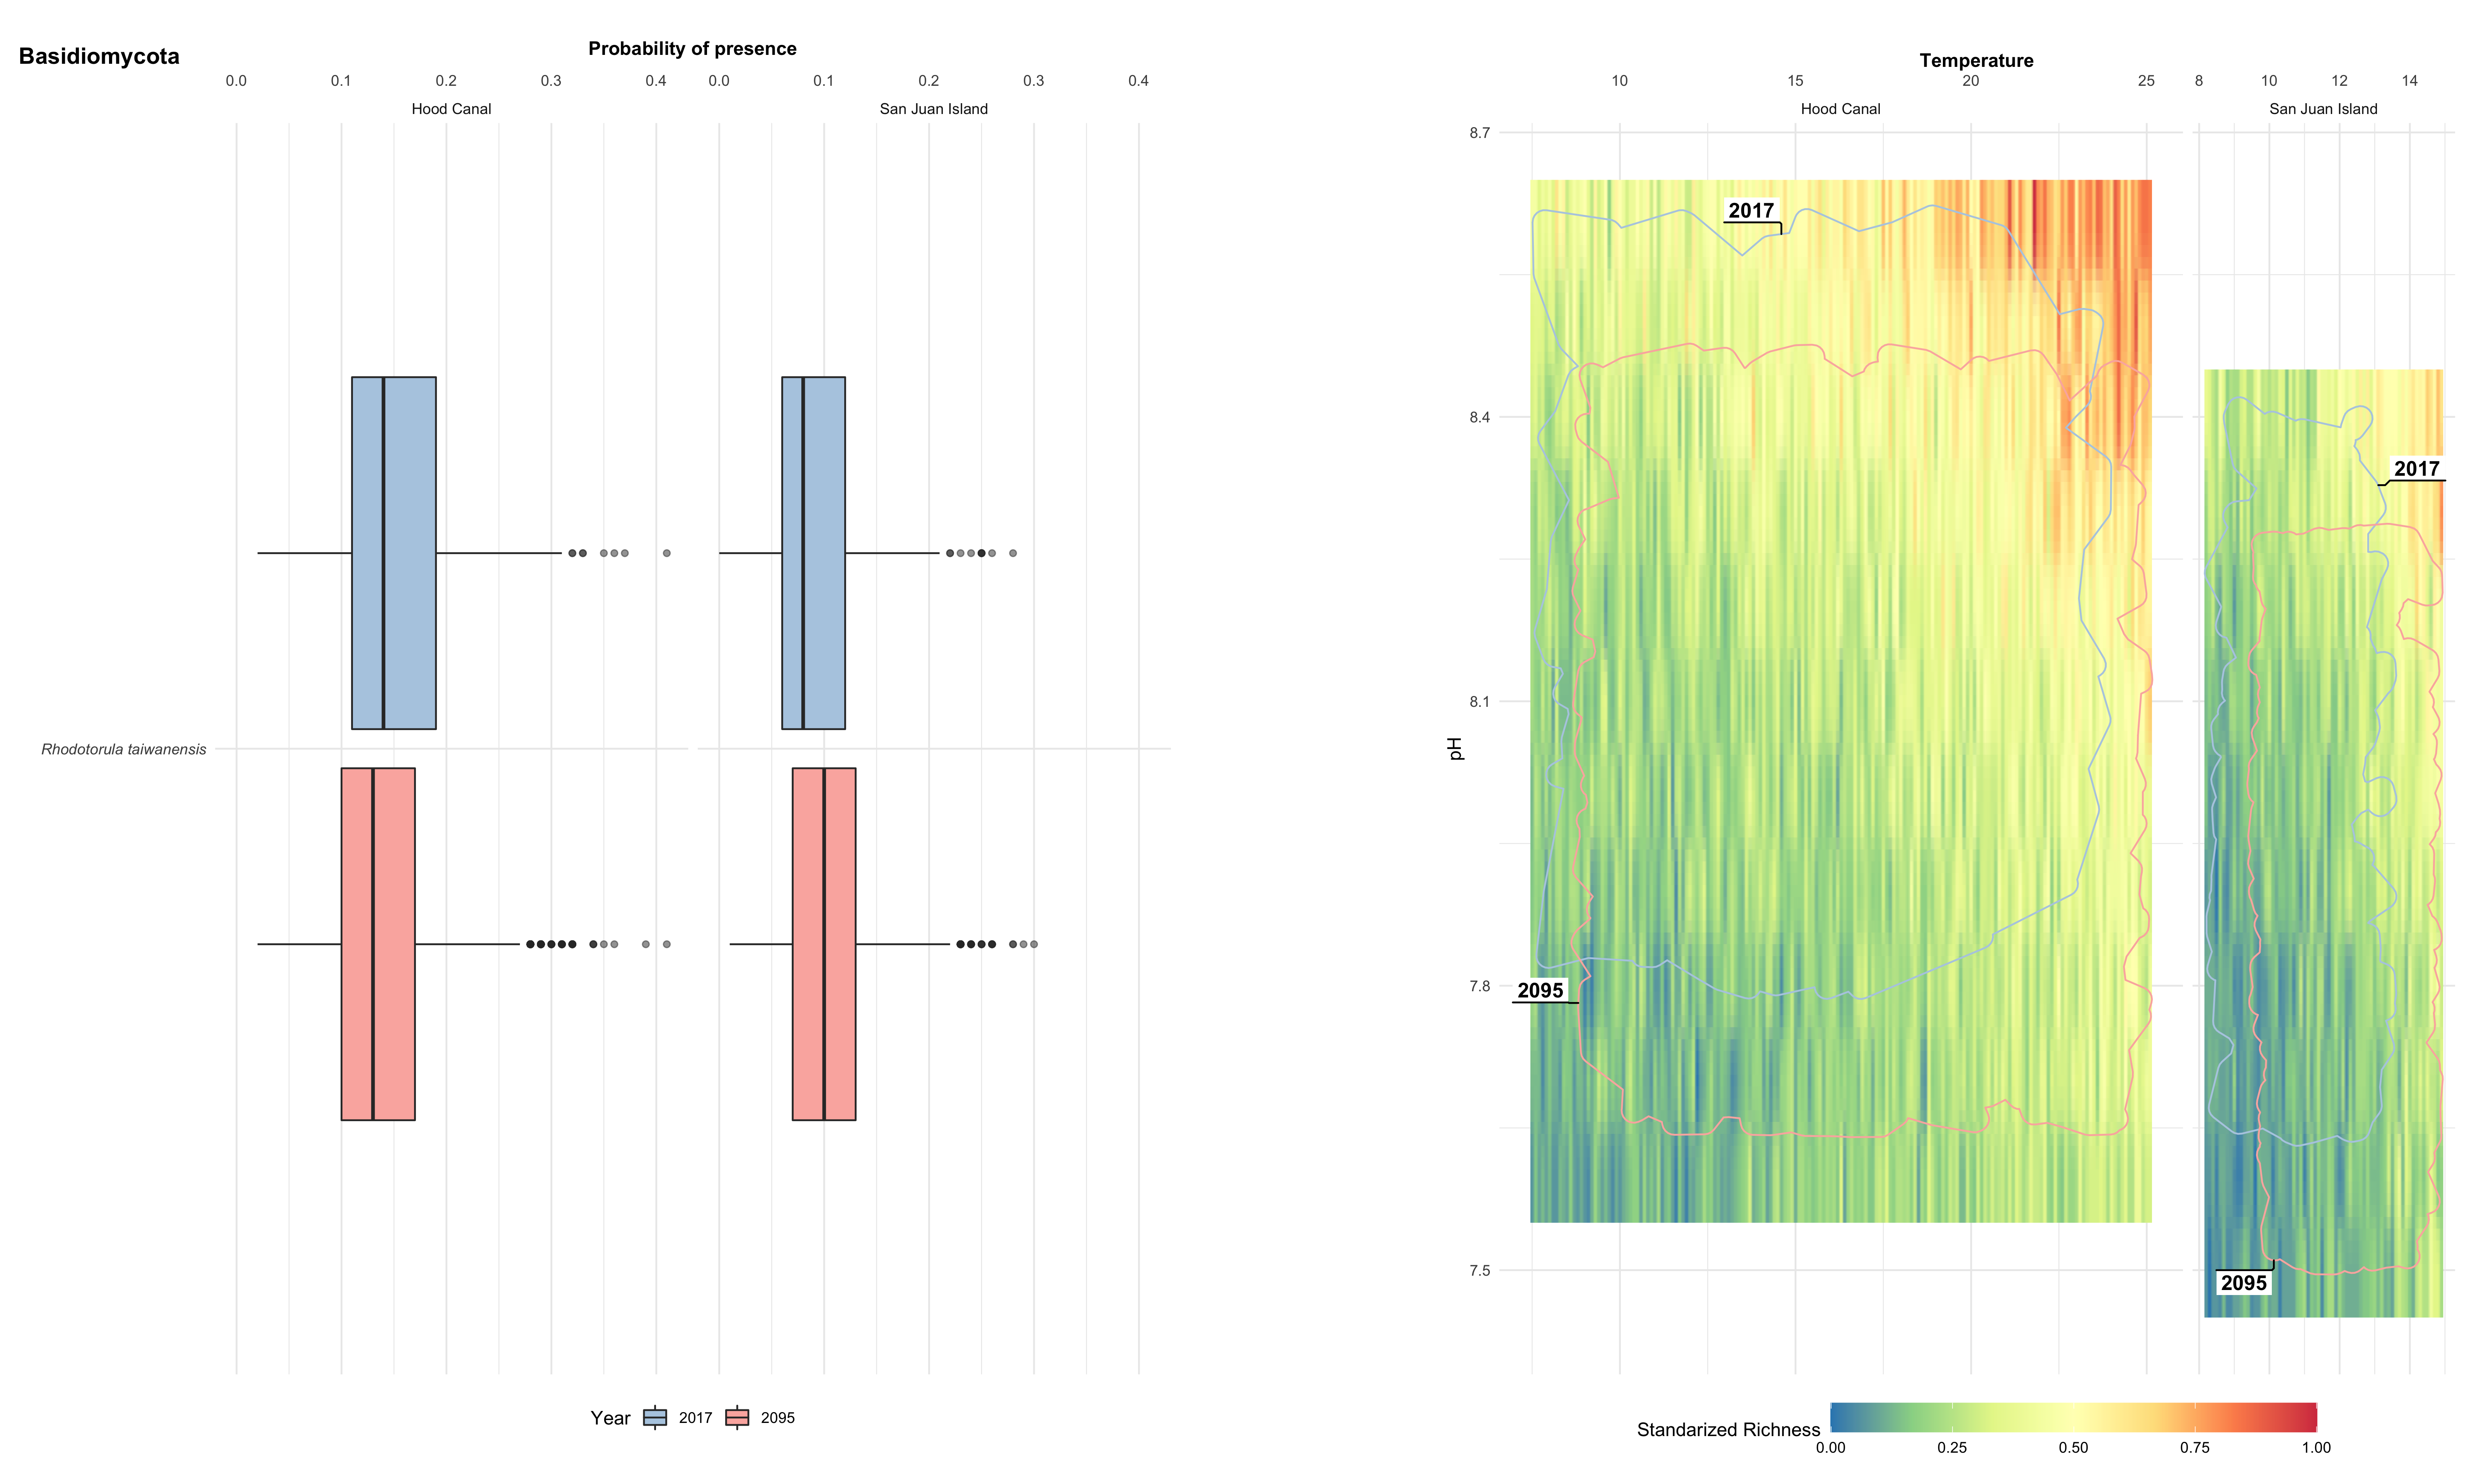 Basidiomycota
Probability of presence
0.0 0.1 0.2 0.3 0.4 0.0 0.1 0.2 0.3 0.4
Hood Canal San Juan Island
Rhodotorula taiwanensis
Year 2017 2095
Temperature
10 15 20 25 8 10 12 14
Hood Canal San Juan Island
8.7
2017
8.4
2017
8.1
pH
7.8
2095
7.5
2095
Standarized Richness
0.00 0.25 0.50 0.75 1.00